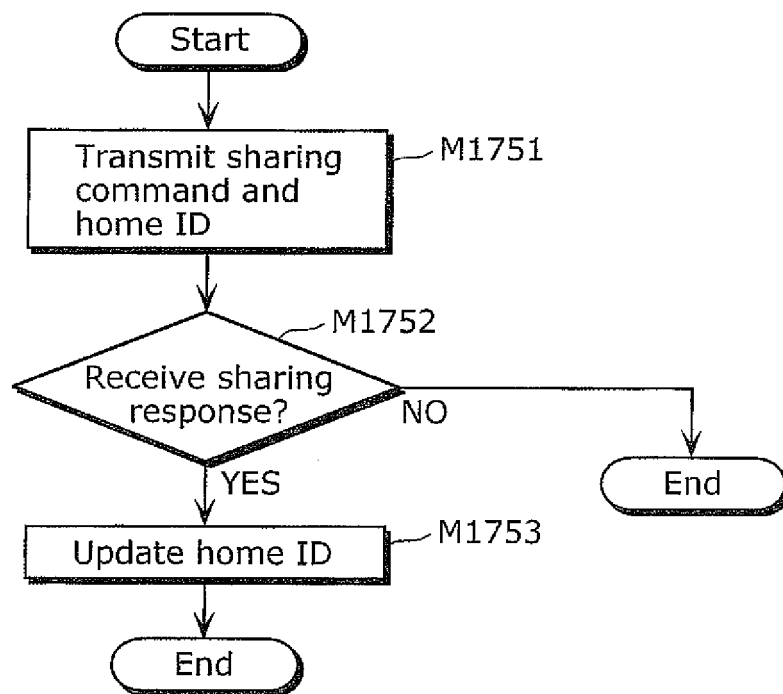 Start
Transmit sharing
command and
home ID
M1751
M1752
Receive sharing
response?
NO
YES
End
Update home ID
M1753
End